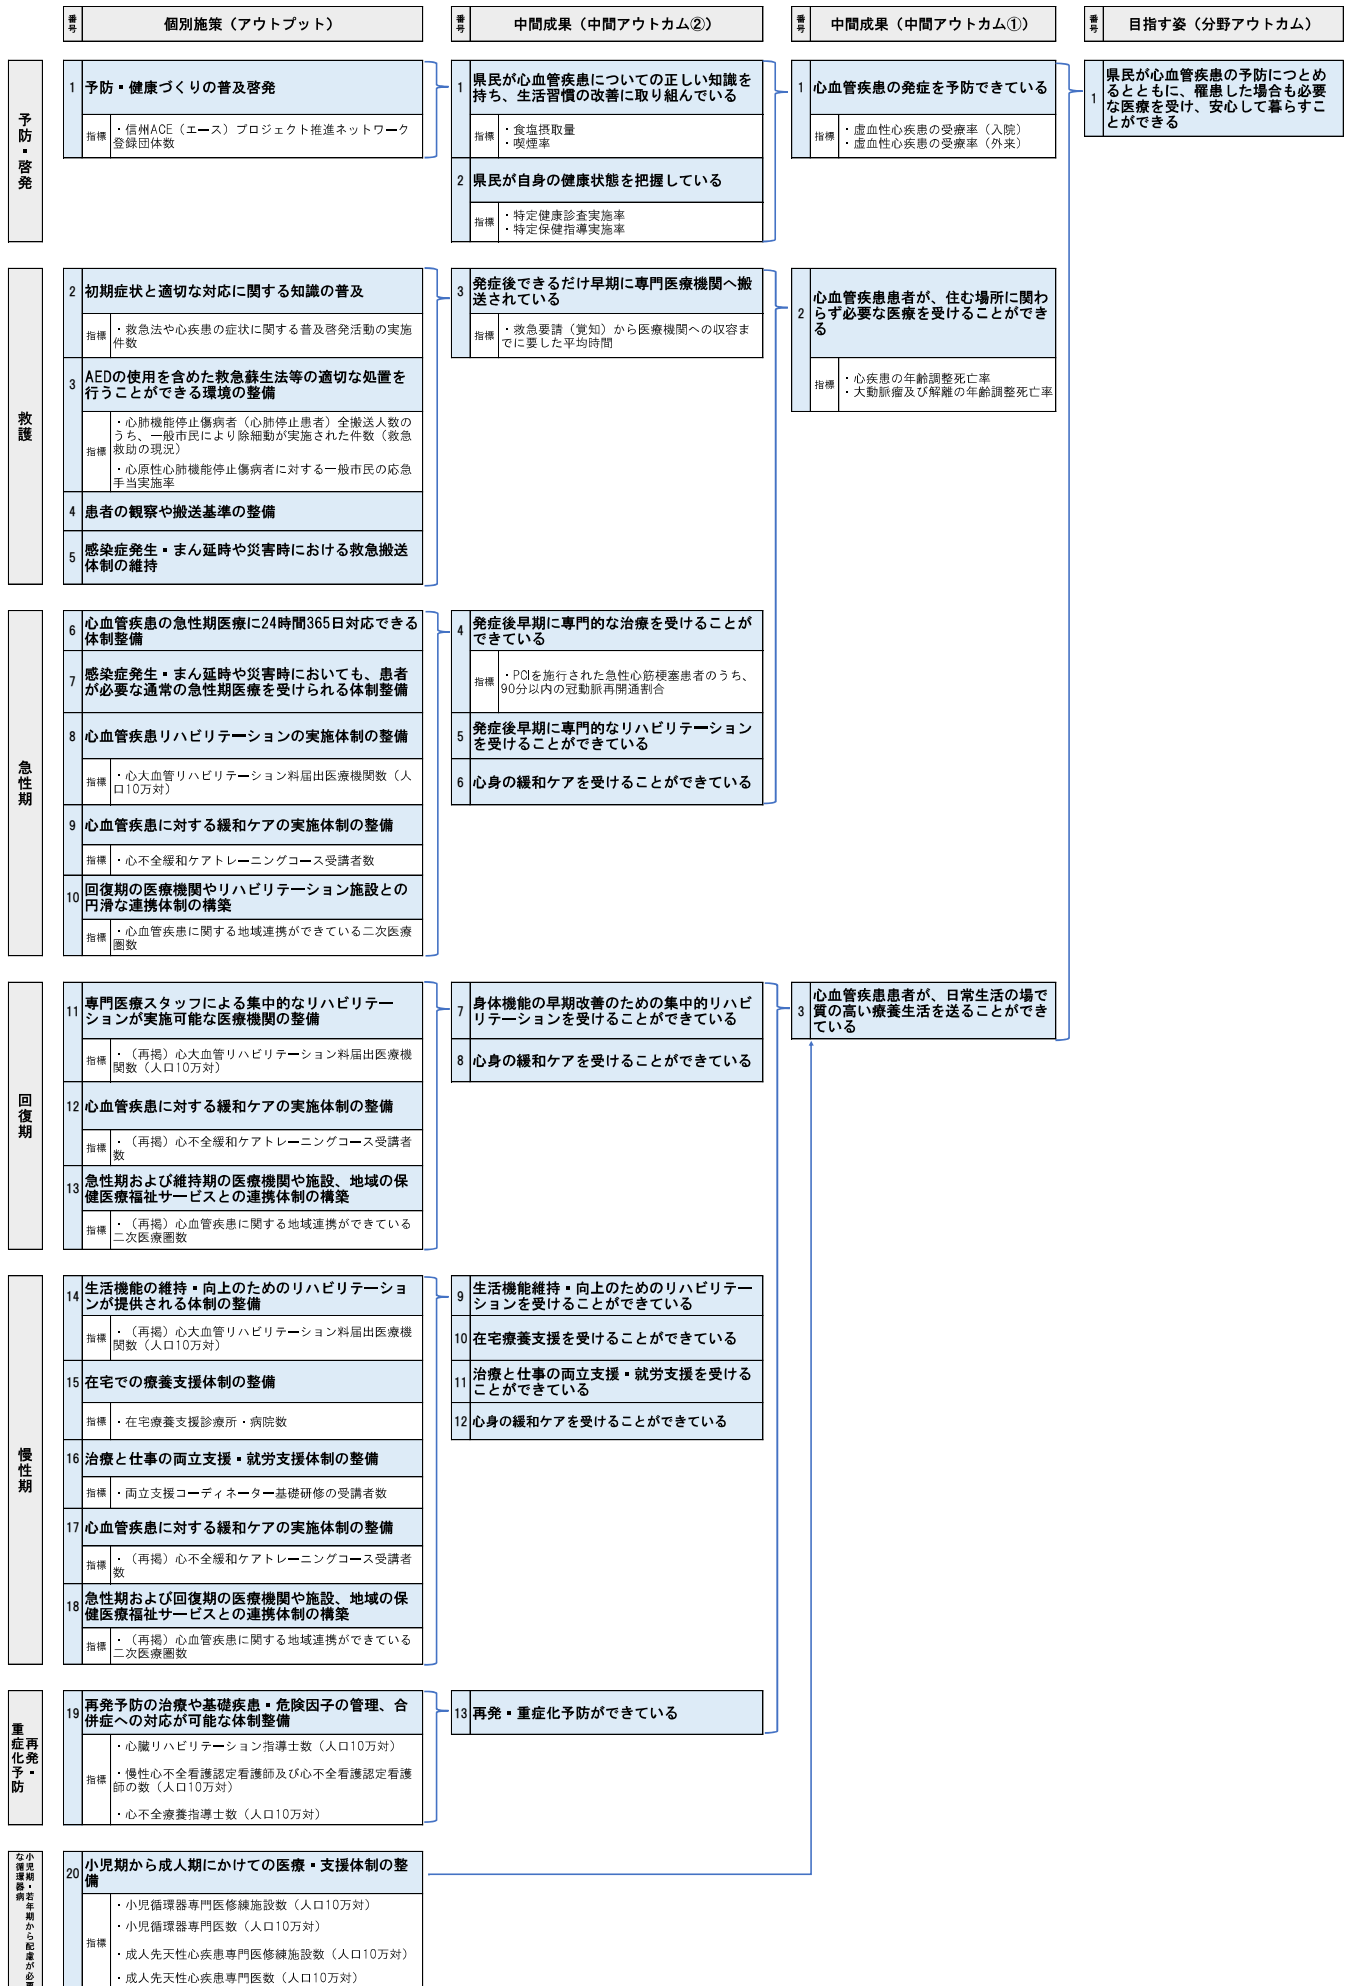 番号
個別施策（アウトプット）
番号
中間成果（中間アウトカム②）
番号
中間成果（中間アウトカム①）
番号
目指す姿（分野アウトカム）
予防・啓発
1
予防・健康づくりの普及啓発
指標
・信州ACE（エース）プロジェクト推進ネットワーク
登録団体数
1
県民が心血管疾患についての正しい知識を
持ち、生活習慣の改善に取り組んでいる
指標
・食塩摂取量
・喫煙率
2
県民が自身の健康状態を把握している
指標
・特定健康診査実施率
・特定保健指導実施率
1
心血管疾患の発症を予防できている
指標
・虚血性心疾患の受療率（入院）
・虚血性心疾患の受療率（外来）
1
県民が心血管疾患の予防につとめ
るとともに、罹患した場合も必要
な医療を受け、安心して暮らすこ
とができる
救護
2
初期症状と適切な対応に関する知識の普及
指標
・救急法や心疾患の症状に関する普及啓発活動の実施
件数
3
AEDの使用を含めた救急蘇生法等の適切な処置を
行うことができる環境の整備
指標
・心肺機能停止傷病者（心肺停止患者）全搬送人数の
うち、一般市民により除細動が実施された件数（救急
救助の現況）
・心原性心肺機能停止傷病者に対する一般市民の応急
手当実施率
4
患者の観察や搬送基準の整備
5
感染症発生・まん延時や災害時における救急搬送
体制の維持
3
発症後できるだけ早期に専門医療機関へ搬
送されている
指標
・救急要請（覚知）から医療機関への収容ま
でに要した平均時間
2
心血管疾患患者が、住む場所に関わ
らず必要な医療を受けることができ
る
指標
・心疾患の年齢調整死亡率
・大動脈瘤及び解離の年齢調整死亡率
急性期
6
心血管疾患の急性期医療に24時間365日対応できる
体制整備
7
感染症発生・まん延時や災害時においても、患者
が必要な通常の急性期医療を受けられる体制整備
8
心血管疾患リハビリテーションの実施体制の整備
指標
・心大血管リハビリテーション料届出医療機関数（人
口10万対）
9
心血管疾患に対する緩和ケアの実施体制の整備
指標
・心不全緩和ケアトレーニングコース受講者数
10
回復期の医療機関やリハビリテーション施設との
円滑な連携体制の構築
指標
・心血管疾患に関する地域連携ができている二次医療
圏数
4
発症後早期に専門的な治療を受けることが
できている
指標
・PCIを施行された急性心筋梗塞患者のうち、
90分以内の冠動脈再開通割合
5
発症後早期に専門的なリハビリテーション
を受けることができている
6
心身の緩和ケアを受けることができている
回復期
11
専門医療スタッフによる集中的なリハビリテー
ションが実施可能な医療機関の整備
指標
・（再掲）心大血管リハビリテーション料届出医療機
関数（人口10万対）
12
心血管疾患に対する緩和ケアの実施体制の整備
指標
・（再掲）心不全緩和ケアトレーニングコース受講者
数
13
急性期および維持期の医療機関や施設、地域の保
健医療福祉サービスとの連携体制の構築
指標
・（再掲）心血管疾患に関する地域連携ができている
二次医療圏数
7
身体機能の早期改善のための集中的リハビ
リテーションを受けることができている
8
心身の緩和ケアを受けることができている
3
心血管疾患患者が、日常生活の場で
質の高い療養生活を送ることができ
ている
慢性期
14
生活機能の維持・向上のためのリハビリテーショ
ンが提供される体制の整備
指標
・（再掲）心大血管リハビリテーション料届出医療機
関数（人口10万対）
15
在宅での療養支援体制の整備
指標
・在宅療養支援診療所・病院数
16
治療と仕事の両立支援・就労支援体制の整備
指標
・両立支援コーディネーター基礎研修の受講者数
17
心血管疾患に対する緩和ケアの実施体制の整備
指標
・（再掲）心不全緩和ケアトレーニングコース受講者
数
18
急性期および回復期の医療機関や施設、地域の保
健医療福祉サービスとの連携体制の構築
指標
・（再掲）心血管疾患に関する地域連携ができている
二次医療圏数
9
生活機能維持・向上のためのリハビリテー
ションを受けることができている
10
在宅療養支援を受けることができている
11
治療と仕事の両立支援・就労支援を受ける
ことができている
12
心身の緩和ケアを受けることができている
再発・
重症化予防
19
再発予防の治療や基礎疾患・危険因子の管理、合
併症への対応が可能な体制整備
指標
・心臓リハビリテーション指導士数（人口10万対）
・慢性心不全看護認定看護師及び心不全看護認定看護
師の数（人口10万対）
・心不全療養指導士数（人口10万対）
13
再発・重症化予防ができている
小児期・若年期から配慮が必要
な循環器病
20
小児期から成人期にかけての医療・支援体制の整
備
指標
・小児循環器専門医修練施設数（人口10万対）
・小児循環器専門医数（人口10万対）
・成人先天性心疾患専門医修練施設数（人口10万対）
・成人先天性心疾患専門医数（人口10万対）